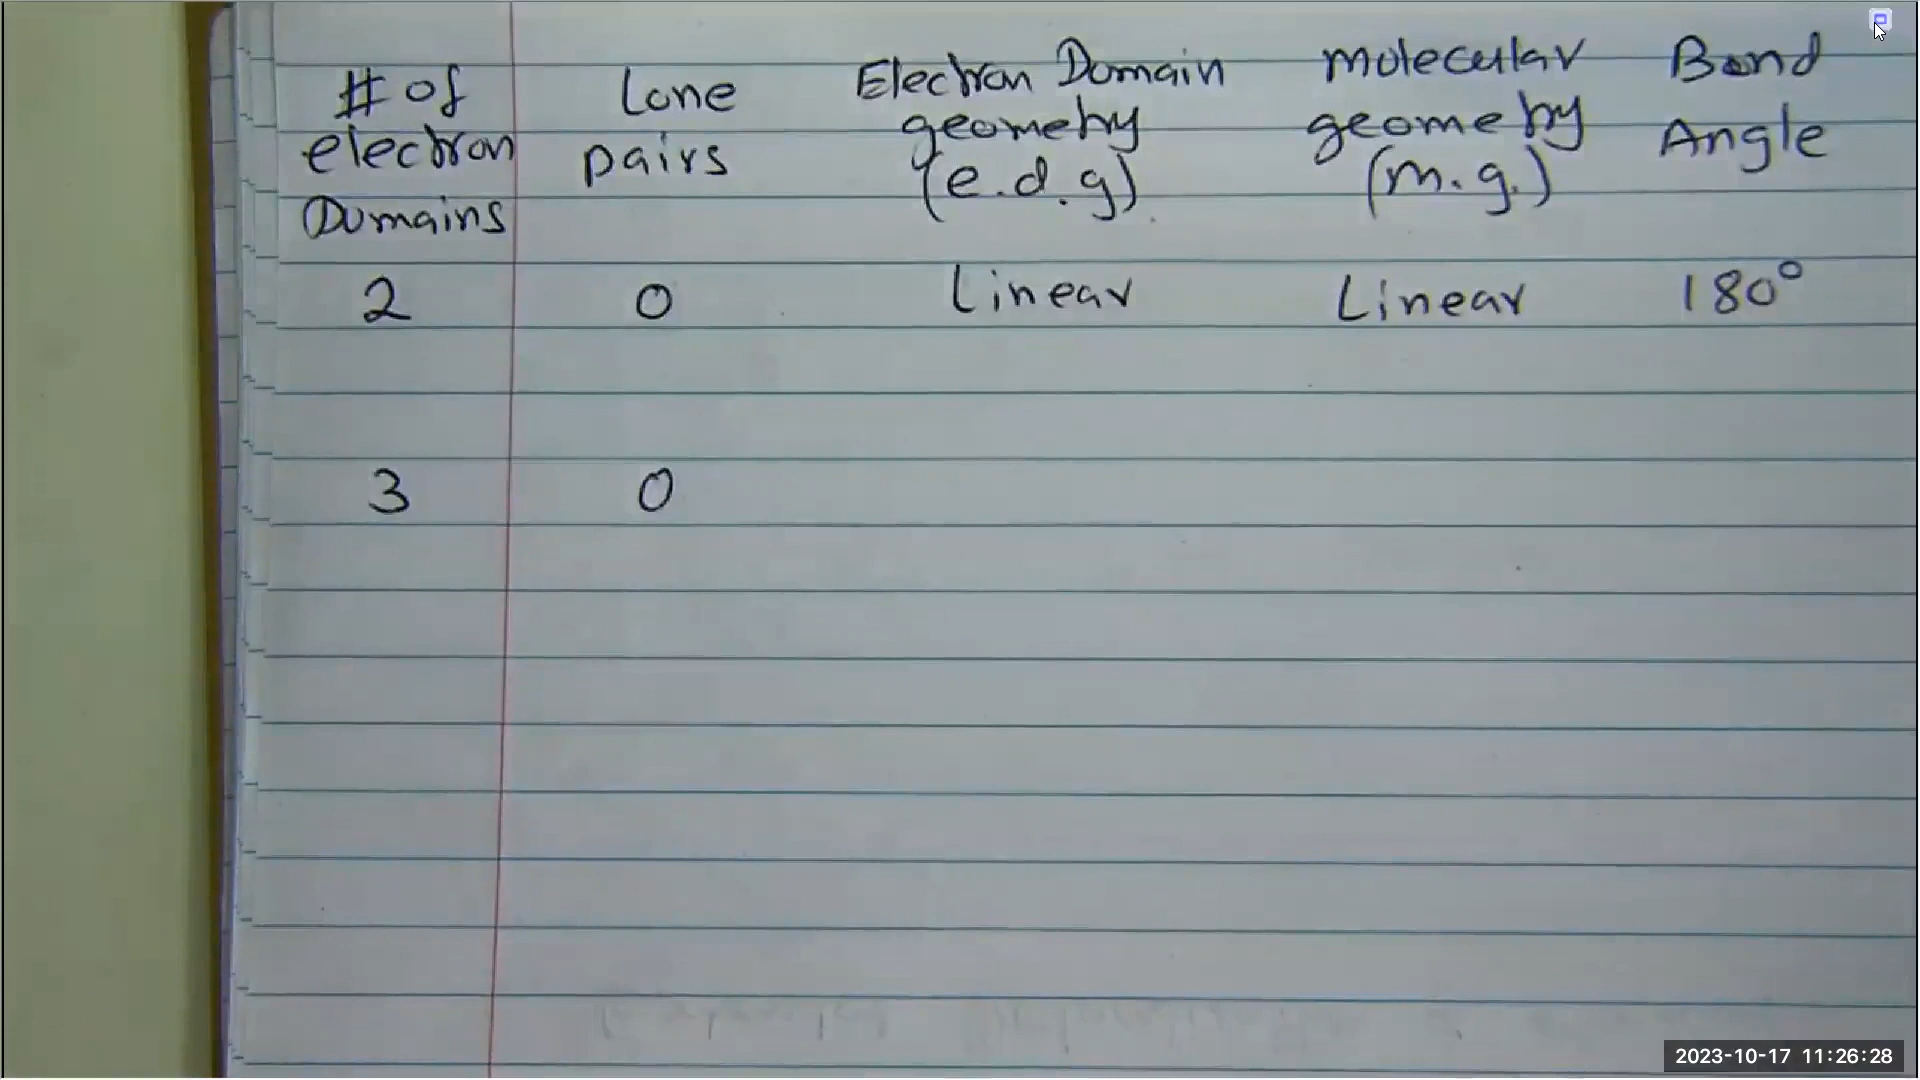 # of electron Domains
Lone pairs
Electron Domain geometry (e.d.g)
molecular geometry (m.g.)
Bond Angle
2 0 Linear Linear 180°
3 0
2023-10-17 11:26:28